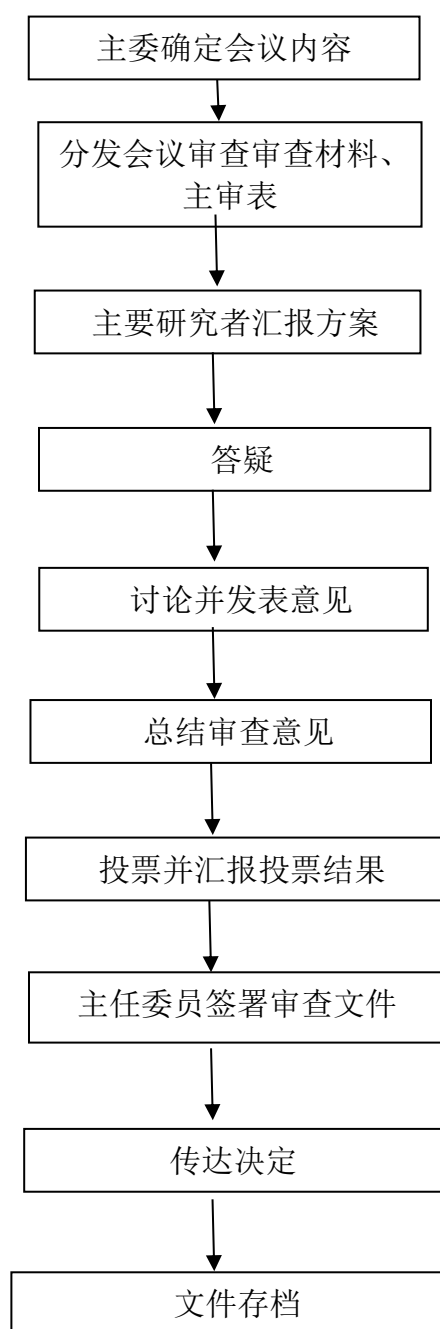 主委确定会议内容
分发会议审查审查材料、
主审表
主要研究者汇报方案
答疑
讨论并发表意见
总结审查意见
投票并汇报投票结果
主任委员签署审查文件
传达决定
文件存档